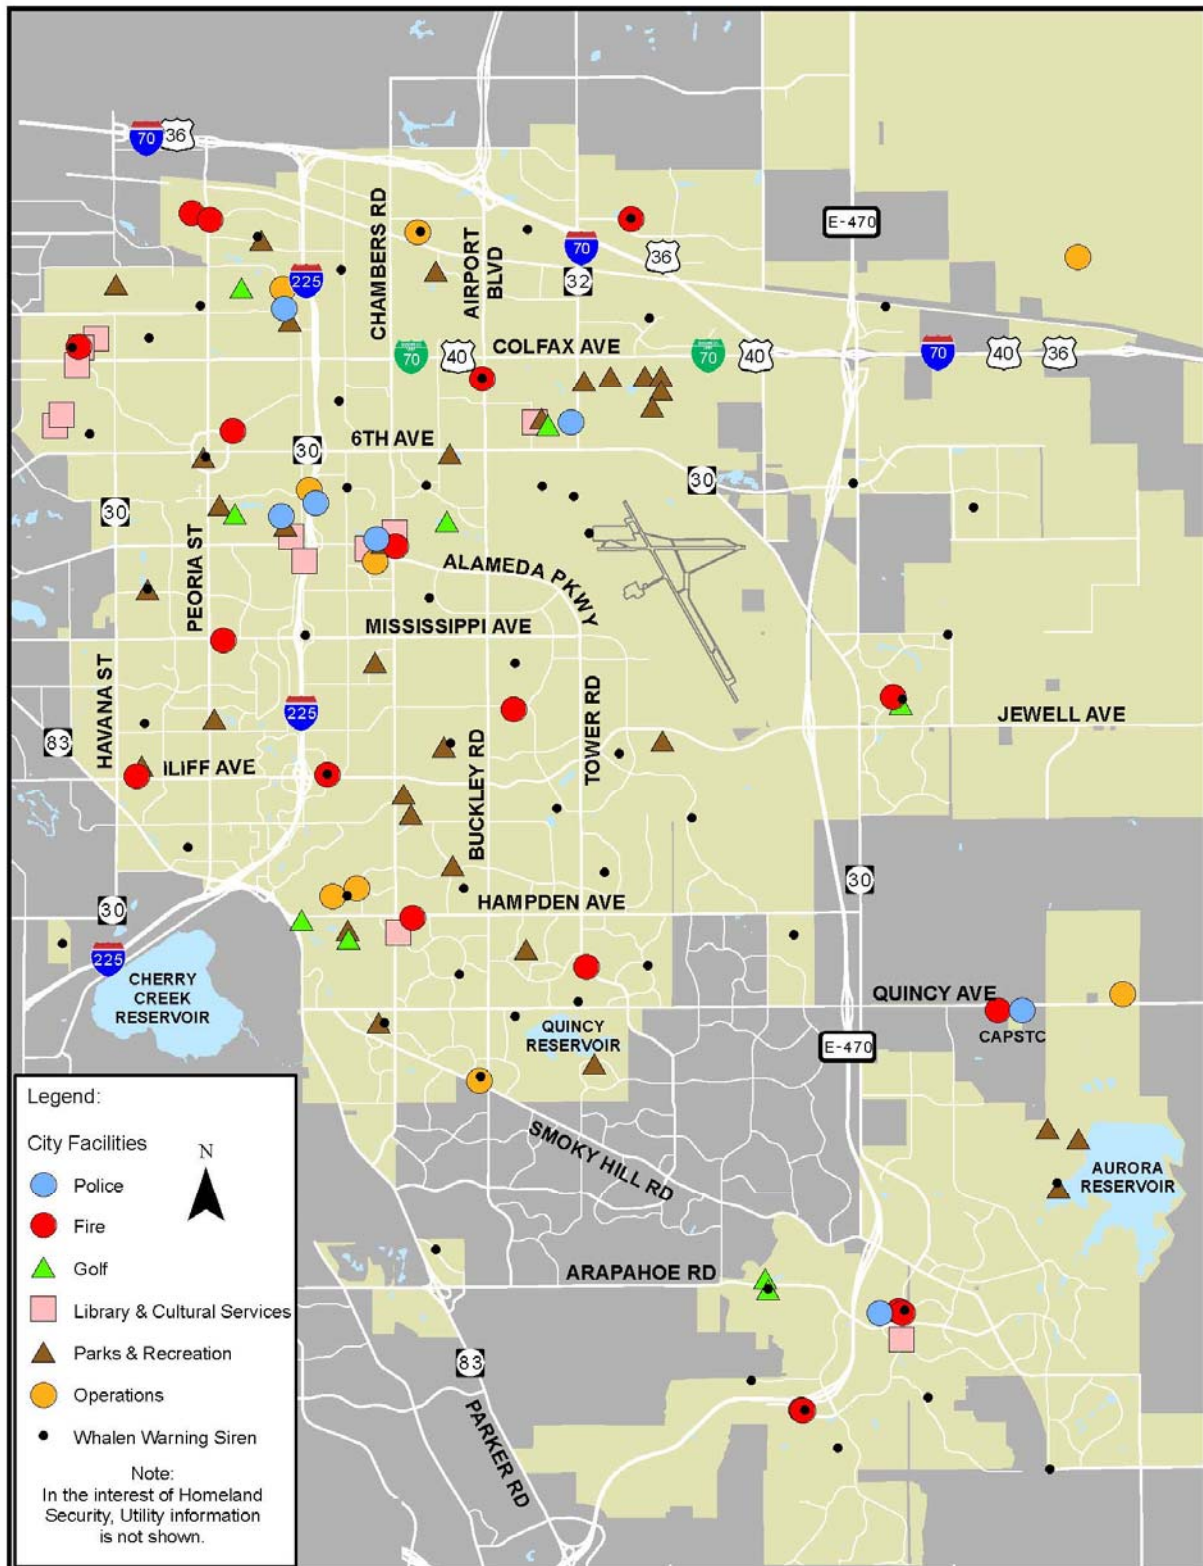 70
36
CHAMBERS RD
AIRPORT
BLVD
E-470
70
36
225
32
70
40
COLFAX AVE
70
40
70
40
36
6TH AVE
30
30
30
PEORIA ST
ALAMEDA PKWY
MISSISSIPPI AVE
HAVANA ST
225
83
BUCKLEY RD
TOWER RD
JEWELL AVE
ILIFF AVE
30
HAMPDEN AVE
30
225
CHERRY
CREEK
RESERVOIR
QUINCY AVE
CAPSTC
QUINCY
RESERVOIR
E-470
SMOKY HILL RD
AURORA
RESERVOIR
ARAPAHOE RD
83
PARKER RD
Legend:
City Facilities
N
Police
Fire
Golf
Library & Cultural Services
Parks & Recreation
Operations
Whalen Warning Siren
Note:
In the interest of Homeland
Security, Utility information
is not shown.